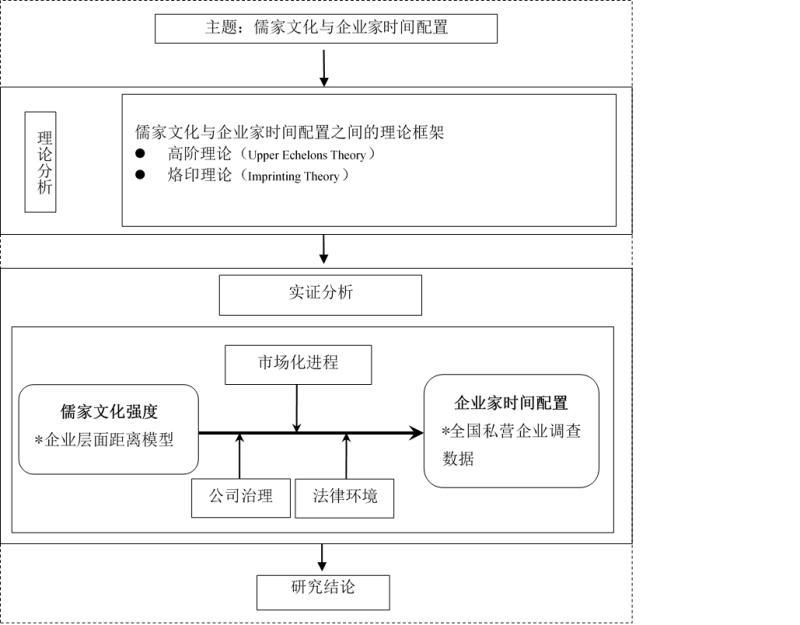 主题：儒家文化与企业家时间配置
理论分析
儒家文化与企业家时间配置之间的理论框架
● 高阶理论（Upper Echelons Theory）
● 烙印理论（Imprinting Theory）
实证分析
市场化进程
儒家文化强度
*企业层面距离模型
企业家时间配置
*全国私营企业调查
数据
公司治理
法律环境
研究结论